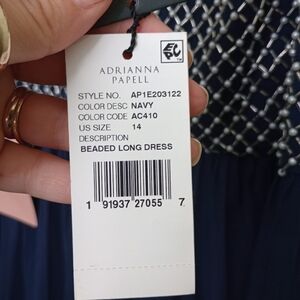 ADRIANNA
PAPELL
STYLE NO. AP1E203122
COLOR DESC NAVY
COLOR CODE AC410
US SIZE 14
DESCRIPTION
BEADED LONG DRESS
1 91937 27055 7